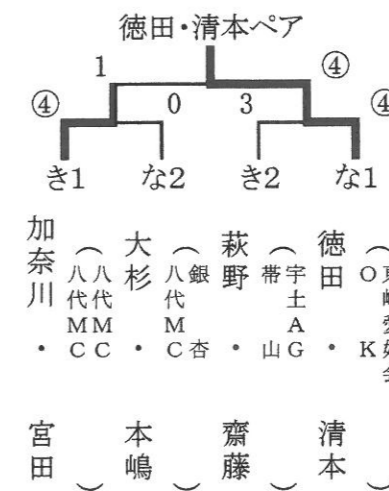 徳田・清本ペア
1 ④
④ 0 3 ④
き1 な2 き2 な1
加奈川・宮田
（八代MC
八代MC）
大杉・本嶋
（銀杏
八代MC）
萩野・齋藤
（宇土AG
帯山）
徳田・清本
（
OK）